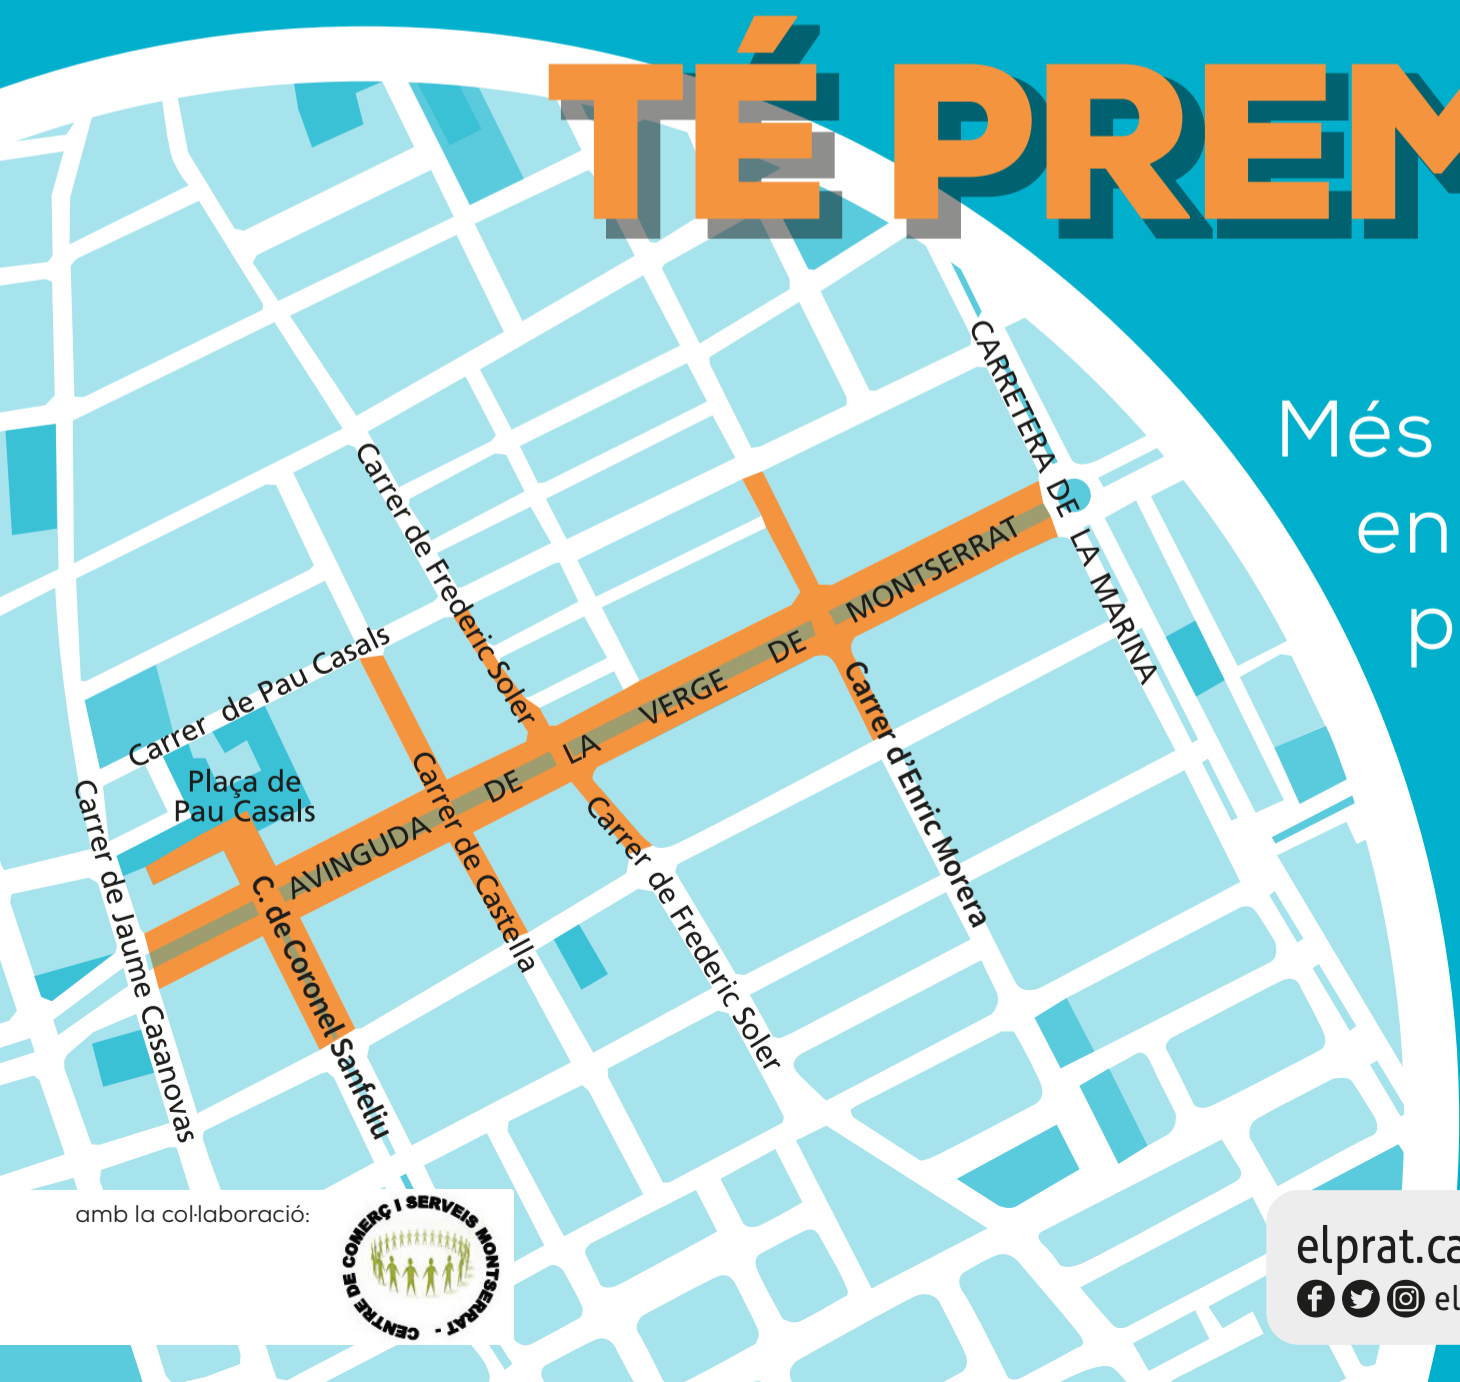 TÉ PREM
Més
en
p
CARRETERA DE LA MARINA
Carrer de Frederic Soler
AVINGUDA DE LA VERGE DE MONTSERRAT
Carrer de Pau Casals
Plaça de
Pau Casals
Carrer de Castella
Carrer d'Enric Morera
Carrer de Jaume Casanovas
C. de Coronel Sanfeliu
Carrer de Frederic Soler
amb la col·laboració:
CENTRE DE COMERÇ I SERVEIS MONTSERRAT -
elprat.ca
el